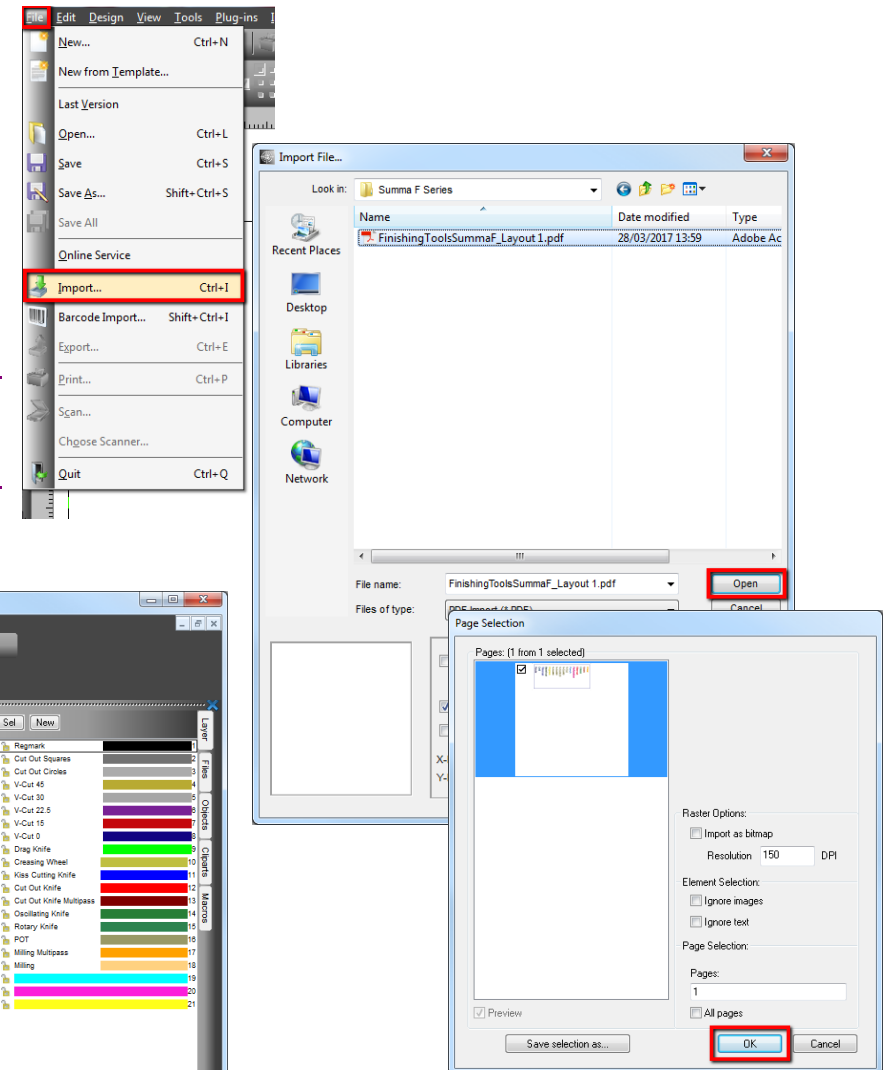 File Edit Design View Tools Plug-ins
New... Ctrl+N
New from Template...
Last Version
Open... Ctrl+L
Save Ctrl+S
Save As... Shift+Ctrl+S
Save All
Online Service
Import... Ctrl+I
Barcode Import... Shift+Ctrl+I
Export... Ctrl+E
Print... Ctrl+P
Scan...
Choose Scanner...
Quit Ctrl+Q
Import File...
Look in: Summa F Series
Name Date modified Type
FinishingToolsSummaF_Layout 1.pdf 28/03/2017 13:59 Adobe Ac
Recent Places
Desktop
Libraries
Computer
Network
File name: FinishingToolsSummaF_Layout 1.pdf Open
Files of type: PDF Import (*.PDF) Cancel
X-
Y-
Page Selection
Pages: (1 from 1 selected)
Raster Options:
Import as bitmap
Resolution 150 DPI
Element Selection:
Ignore images
Ignore text
Page Selection:
Pages:
1
All pages
Preview
Save selection as... OK Cancel
Sel New
Layer
Files
Objects
Cliparts
Macros
Regmark 1
Cut Out Squares 2
Cut Out Circles 3
V-Cut 45 4
V-Cut 30 5
V-Cut 22.5 6
V-Cut 15 7
V-Cut 0 8
Drag Knife 9
Creasing Wheel 10
Kiss Cutting Knife 11
Cut Out Knife 12
Cut Out Knife Multipass 13
Oscillating Knife 14
Rotary Knife 15
POT 16
Milling Multipass 17
Milling 18
19
20
21